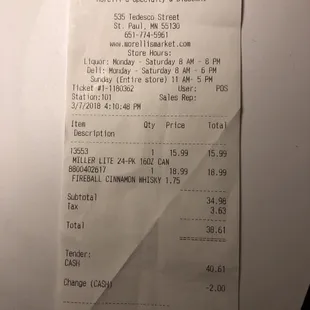 535 Tedesco Street
St. Paul, MN 55130
651-774-5961
www.morellismarket.com
Store Hours:
Liquor: Monday - Saturday 8 AM - 6 PM
Deli: Monday - Saturday 8 AM - 6 PM
Sunday (Entire store) 11 AM- 5 PM
Ticket #1-1180362 User: POS
Station:101 Sales Rep:
3/7/2018 4:10:48 PM
Item Qty Price Total
Description
13553 1 15.99 15.99
MILLER LITE 24-PK 16OZ CAN
8800402617 1 18.99 18.99
FIREBALL CINNAMON WHISKY 1.75
Subtotal 34.98
Tax 3.63
Total 38.61
Tender:
CASH 40.61
Change (CASH) -2.00